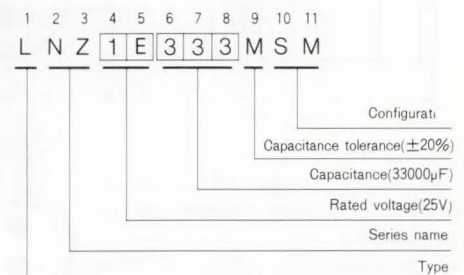 1 2 3 4 5 6 7 8 9 10 11
L N Z 1 E 3 3 3 M S M
Capacitance tolerance(±20%)
Capacitance(33000µF)
Rated voltage(25V)
Series name
Type